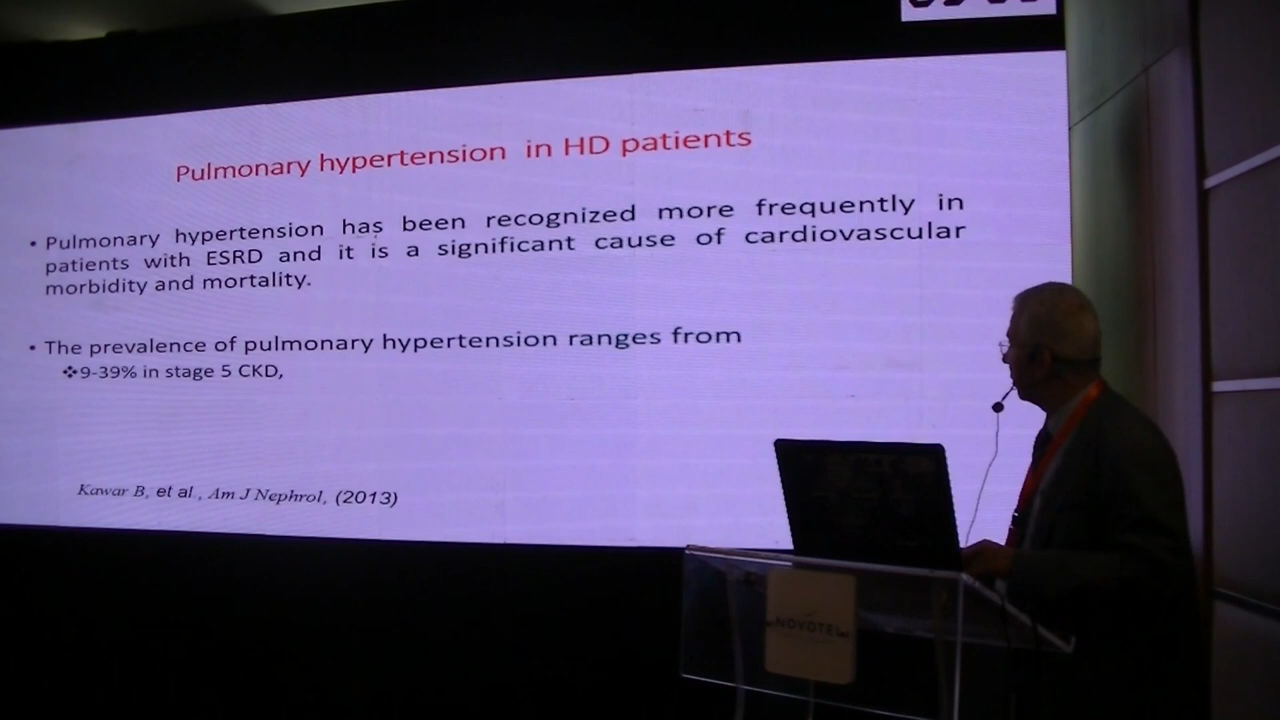 Pulmonary hypertension in HD patients
• Pulmonary hypertension has been recognized more frequently in
patients with ESRD and it is a significant cause of cardiovascular
morbidity and mortality.
• The prevalence of pulmonary hypertension ranges from
❖9-39% in stage 5 CKD,
Kawar B, et al , Am J Nephrol, (2013)
NOVOTEL